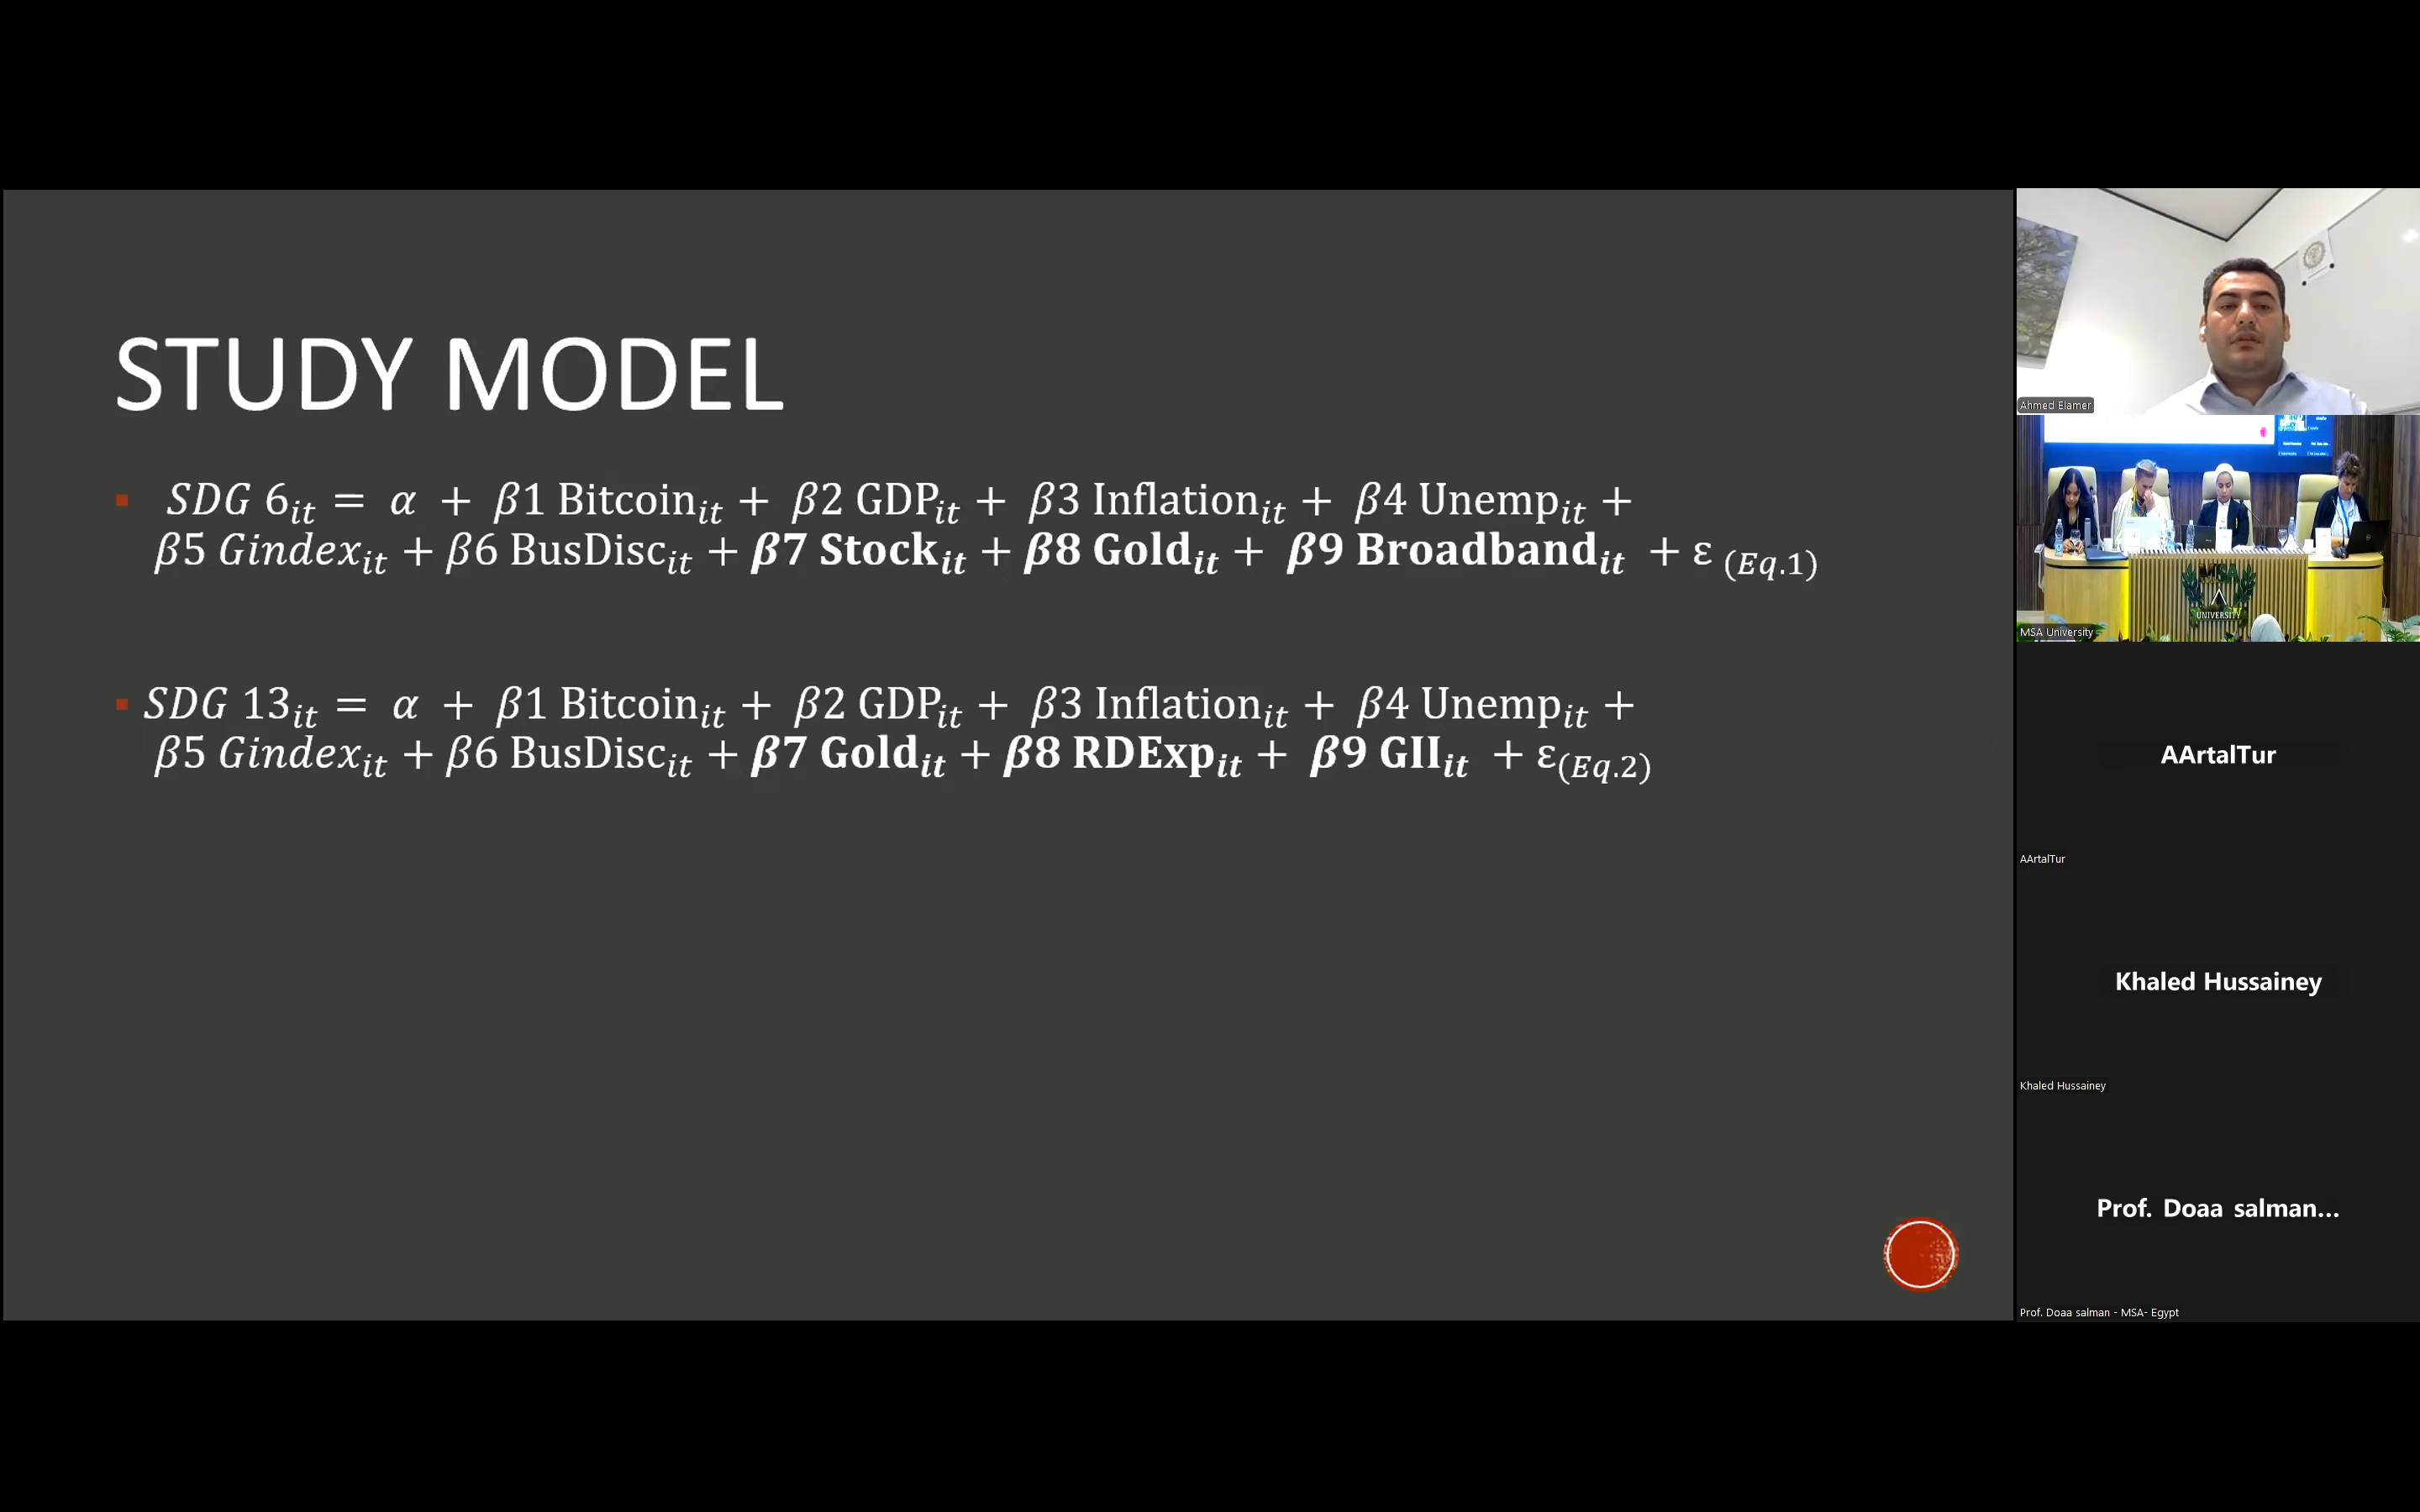 STUDY MODEL
▪ SDG 6it = α + β1 Bitcoinit + β2 GDPit + β3 Inflationit + β4 Unempit +
β5 Gindexit + β6 BusDiscit + β7 Stockit + β8 Goldit + β9 Broadbandit + ε (Eq.1)
▪ SDG 13it = α + β1 Bitcoinit + β2 GDPit + β3 Inflationit + β4 Unempit +
β5 Gindexit + β6 BusDiscit + β7 Goldit + β8 RDExpit + β9 GIIit + ε(Eq.2)
Ahmed Elamer
UNIVERSITY
MSA University
AArtalTur
AArtalTur
Khaled Hussainey
Khaled Hussainey
Prof. Doaa salman...
Prof. Doaa salman - MSA- Egypt